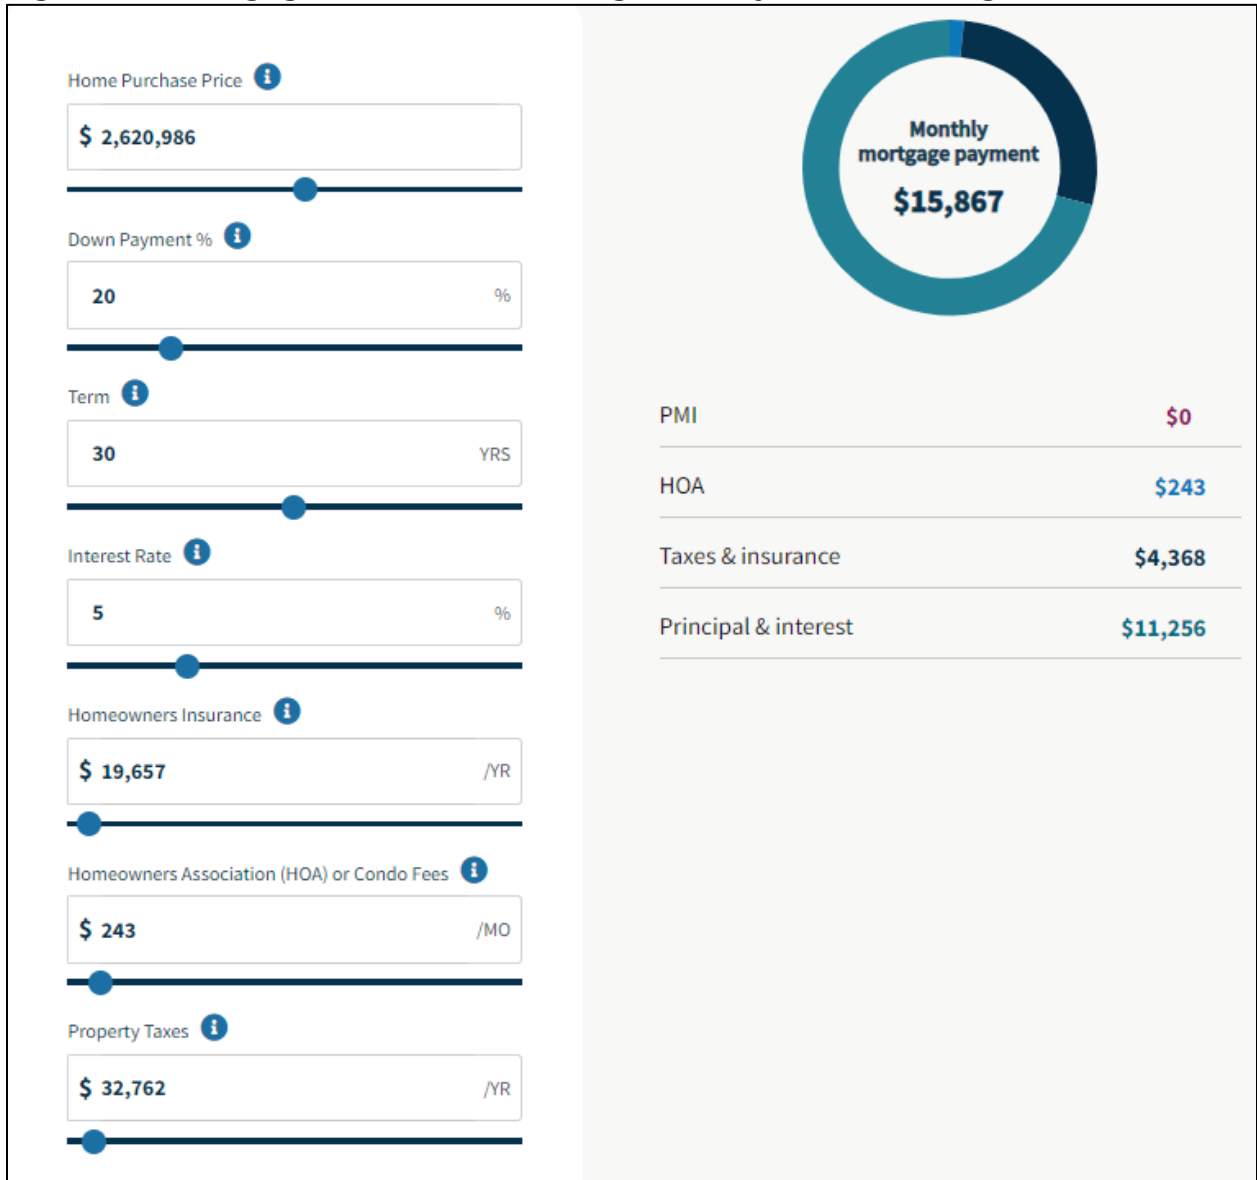 Home Purchase Price
$ 2,620,986
Down Payment %
20 %
Term
30 YRS
Interest Rate
5 %
Homeowners Insurance
$ 19,657 /YR
Homeowners Association (HOA) or Condo Fees
$ 243 /MO
Property Taxes
$ 32,762 /YR
Monthly
mortgage payment
$15,867
PMI $0
HOA $243
Taxes & insurance $4,368
Principal & interest $11,256